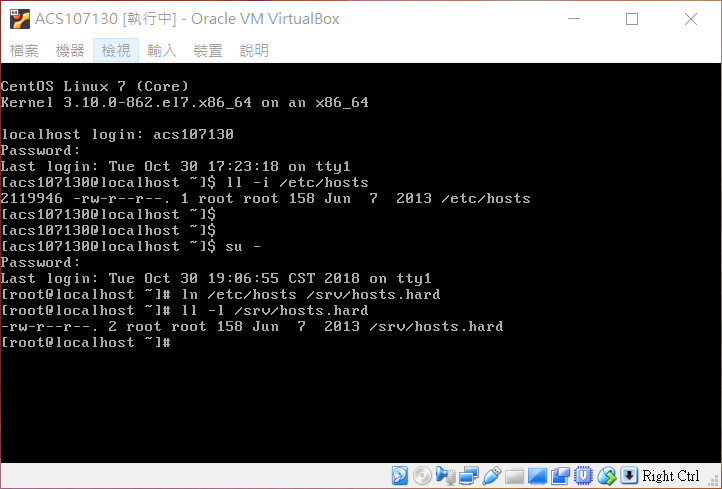 ACS107130 [執行中] - Oracle VM VirtualBox
檔案 機器 檢視 輸入 裝置 說明
CentOS Linux 7 (Core)
Kernel 3.10.0-862.el7.x86_64 on an x86_64
localhost login: acs107130
Password:
Last login: Tue Oct 30 17:23:18 on tty1
[acs107130@localhost ~]$ ll -i /etc/hosts
2119946 -rw-r--r--. 1 root root 158 Jun  7  2013 /etc/hosts
[acs107130@localhost ~]$
[acs107130@localhost ~]$
[acs107130@localhost ~]$ su -
Password:
Last login: Tue Oct 30 19:06:55 CST 2018 on tty1
[root@localhost ~]# ln /etc/hosts /srv/hosts.hard
[root@localhost ~]# ll -l /srv/hosts.hard
-rw-r--r--. 2 root root 158 Jun  7  2013 /srv/hosts.hard
[root@localhost ~]#
Right Ctrl